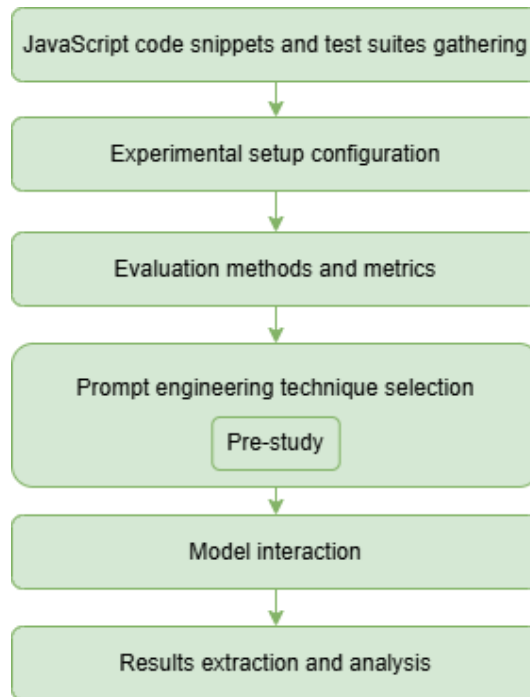 JavaScript code snippets and test suites gathering
Experimental setup configuration
Evaluation methods and metrics
Prompt engineering technique selection
Pre-study
Model interaction
Results extraction and analysis